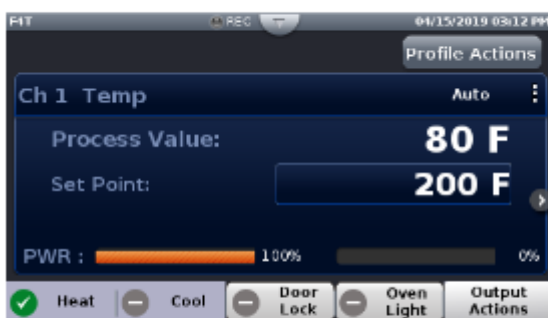 F4T REC 04/15/2019 03:12 PM
Profile Actions
Ch 1 Temp Auto
Process Value: 80 F
Set Point: 200 F
PWR : 100% 0%
Heat Cool Door Lock Oven Light Output Actions